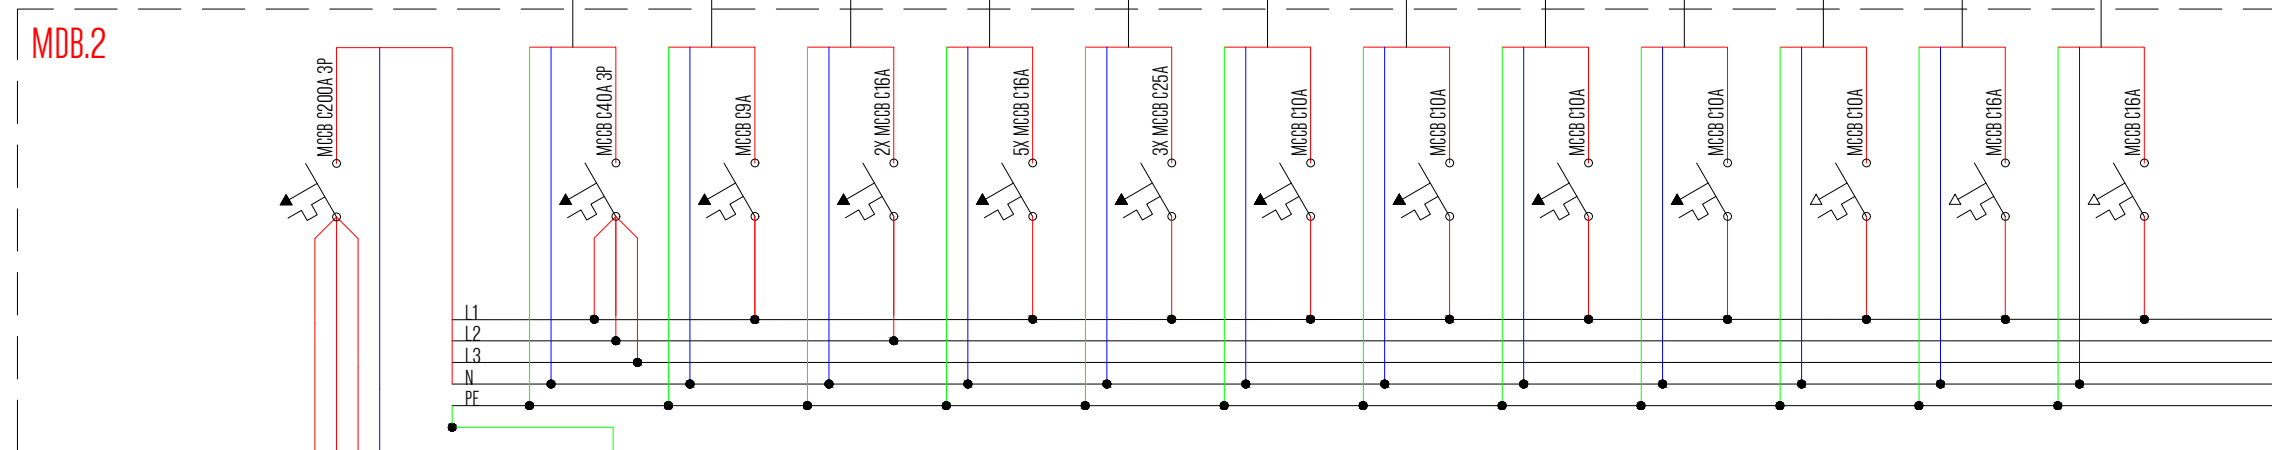 MDB.2
MCCB C200A 3P
MCCB C40A 3P
MCCB C9A
2X MCCB C16A
5X MCCB C16A
3X MCCB C25A
MCCB C10A
MCCB C10A
MCCB C10A
MCCB C10A
MCCB C10A
MCCB C16A
MCCB C16A
L1
L2
L3
N
PE